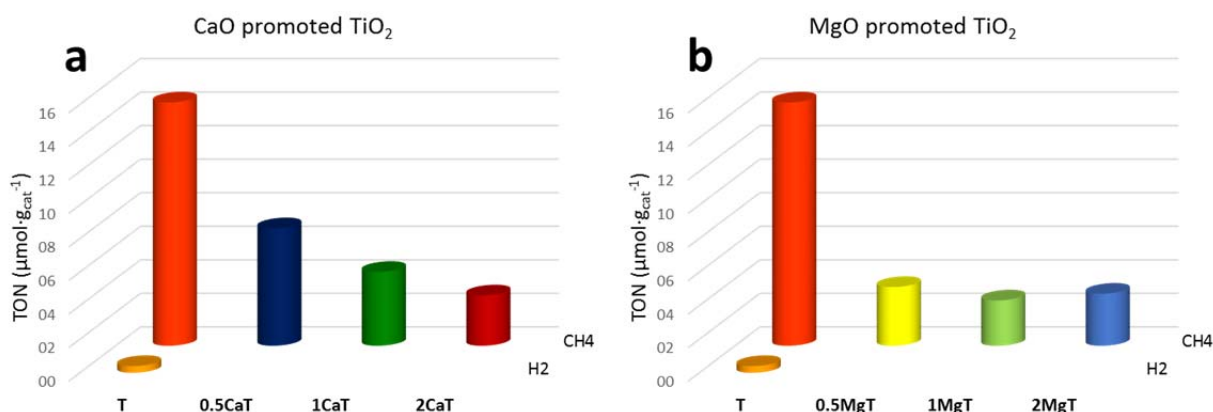 CaO promoted TiO₂
a
TON (µmol·g_cat⁻¹)
16
14
12
10
08
06
04
02
00
CH4
H2
T 0.5CaT 1CaT 2CaT
MgO promoted TiO₂
b
TON (µmol·g_cat⁻¹)
16
14
12
10
08
06
04
02
00
CH4
H2
T 0.5MgT 1MgT 2MgT